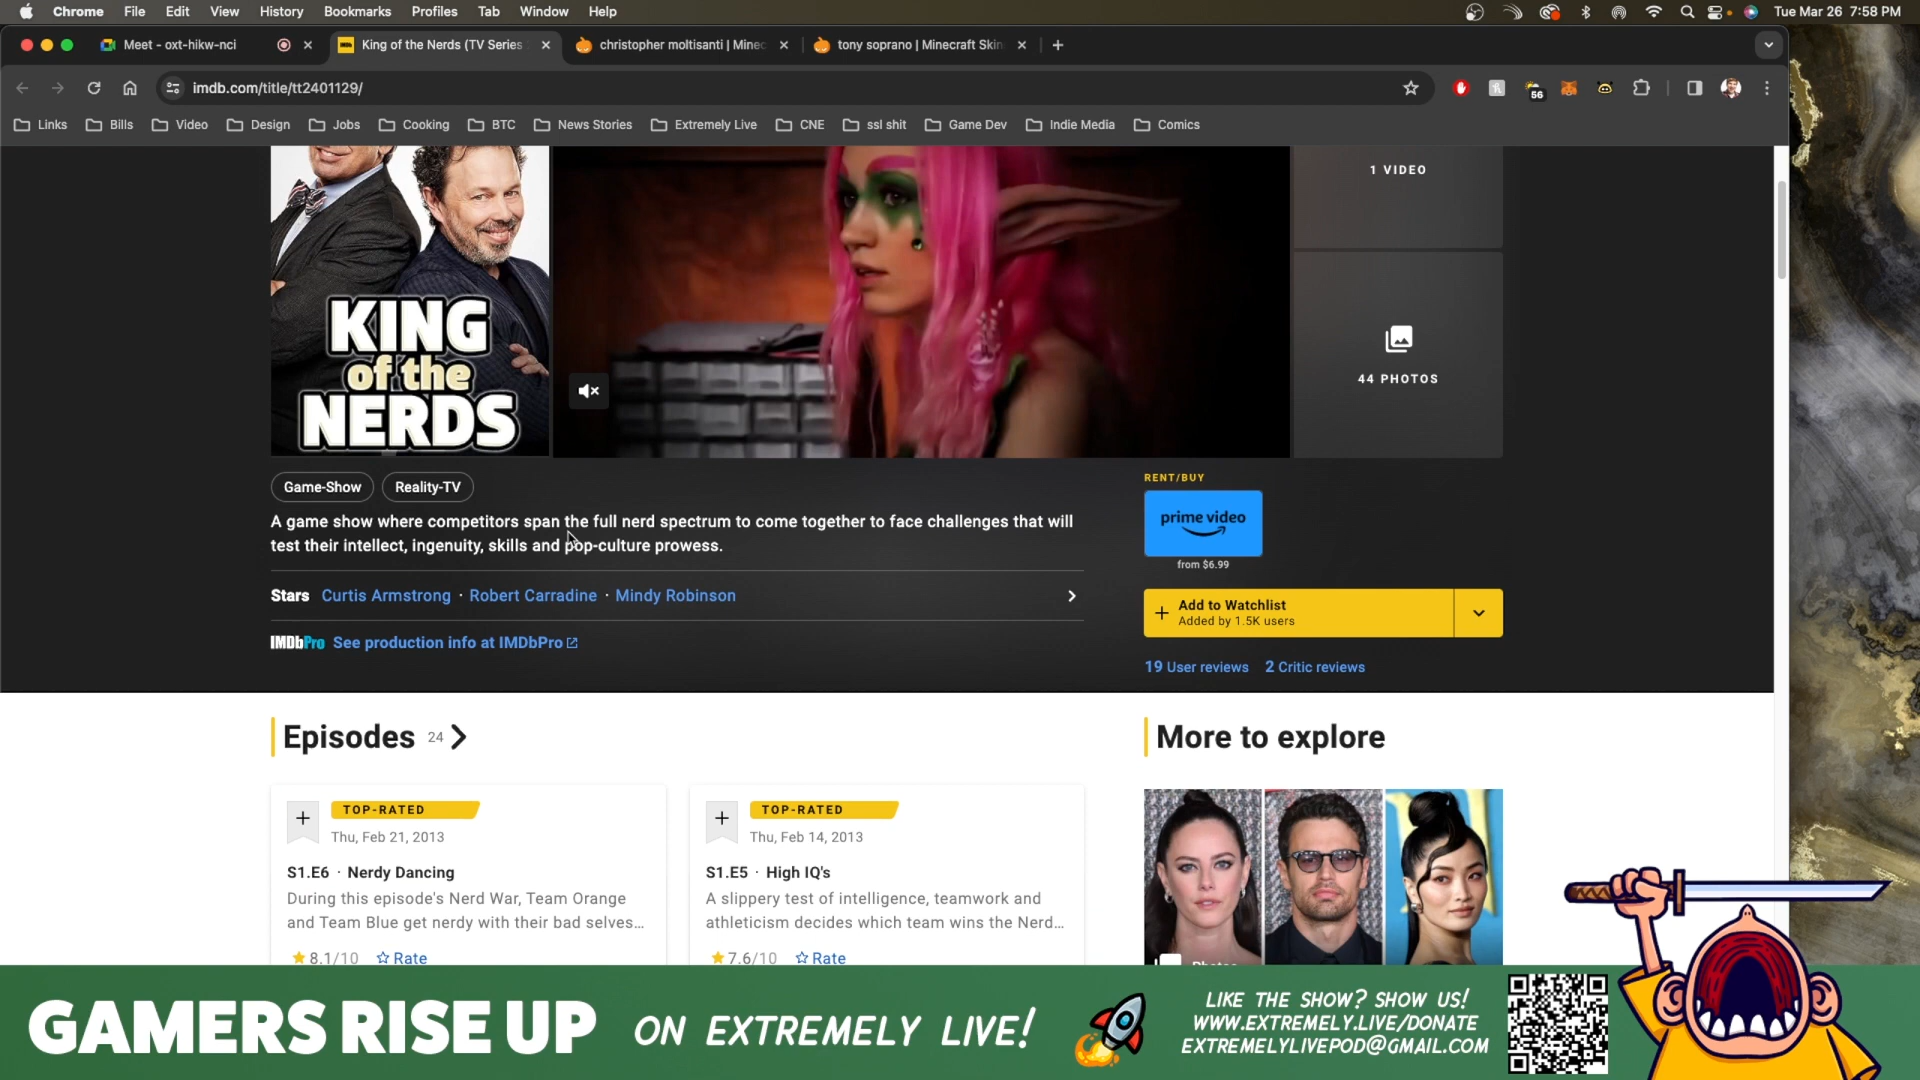 Chrome File Edit View History Bookmarks Profiles Tab Window Help Tue Mar 26 7:58 PM
Meet - oxt-hikw-nci King of the Nerds (TV Series christopher moltisanti | Minec tony soprano | Minecraft Skin
imdb.com/title/tt2401129/ 56
Links Bills Video Design Jobs Cooking BTC News Stories Extremely Live CNE ssl shit Game Dev Indie Media Comics
1 VIDEO
KING
of the
NERDS
44 PHOTOS
Game-Show Reality-TV
RENT/BUY
prime video
from $6.99
A game show where competitors span the full nerd spectrum to come together to face challenges that will
test their intellect, ingenuity, skills and pop-culture prowess.
Stars Curtis Armstrong · Robert Carradine · Mindy Robinson
Add to Watchlist
Added by 1.5K users
IMDbPro See production info at IMDbPro
19 User reviews 2 Critic reviews
Episodes 24
More to explore
TOP-RATED
Thu, Feb 21, 2013
S1.E6 · Nerdy Dancing
During this episode's Nerd War, Team Orange
and Team Blue get nerdy with their bad selves...
8.1/10 Rate
TOP-RATED
Thu, Feb 14, 2013
S1.E5 · High IQ's
A slippery test of intelligence, teamwork and
athleticism decides which team wins the Nerd...
7.6/10 Rate
GAMERS RISE UP ON EXTREMELY LIVE!
LIKE THE SHOW? SHOW US!
WWW.EXTREMELY.LIVE/DONATE
EXTREMELYLIVEPOD@GMAIL.COM